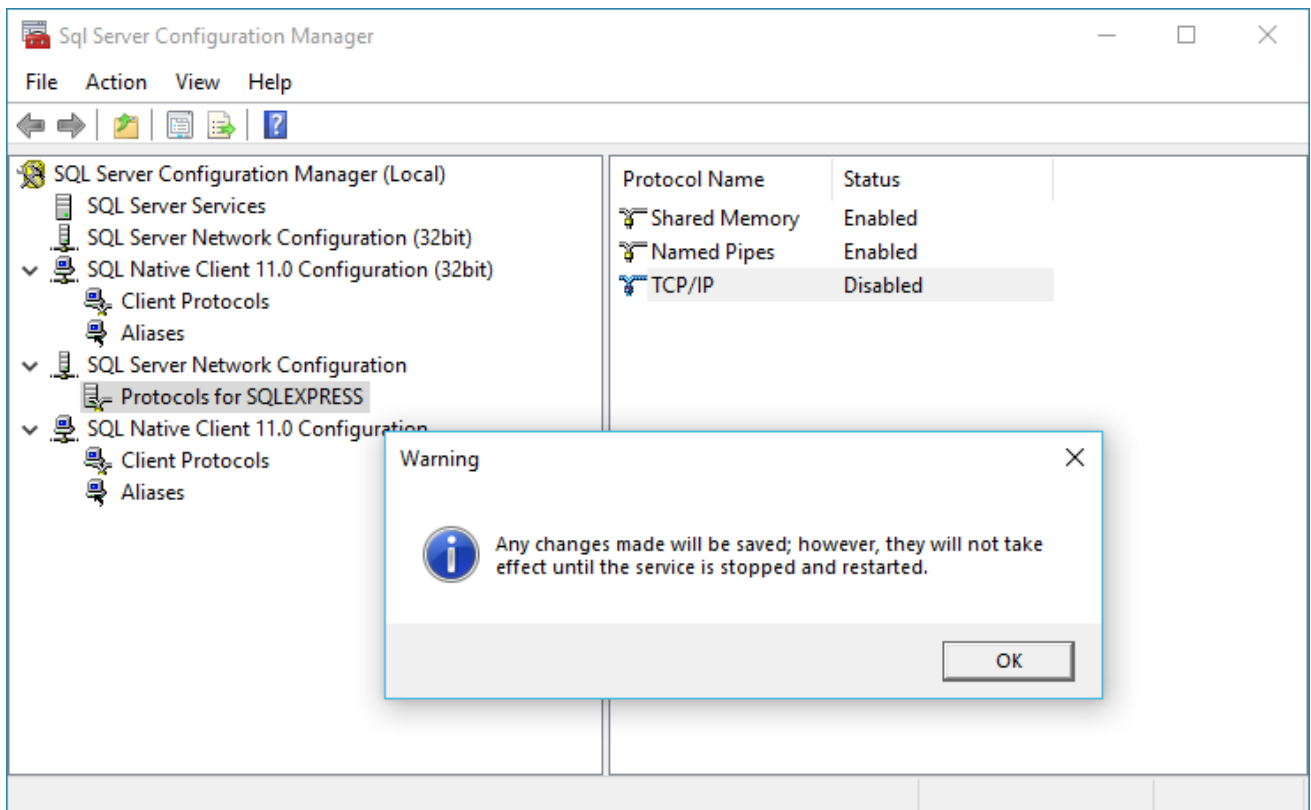 Sql Server Configuration Manager
File Action View Help
SQL Server Configuration Manager (Local)
SQL Server Services
SQL Server Network Configuration (32bit)
SQL Native Client 11.0 Configuration (32bit)
Client Protocols
Aliases
SQL Server Network Configuration
Protocols for SQLEXPRESS
SQL Native Client 11.0 Configuration
Client Protocols
Aliases
Protocol Name Status
Shared Memory Enabled
Named Pipes Enabled
TCP/IP Disabled
Warning
Any changes made will be saved; however, they will not take
effect until the service is stopped and restarted.
OK